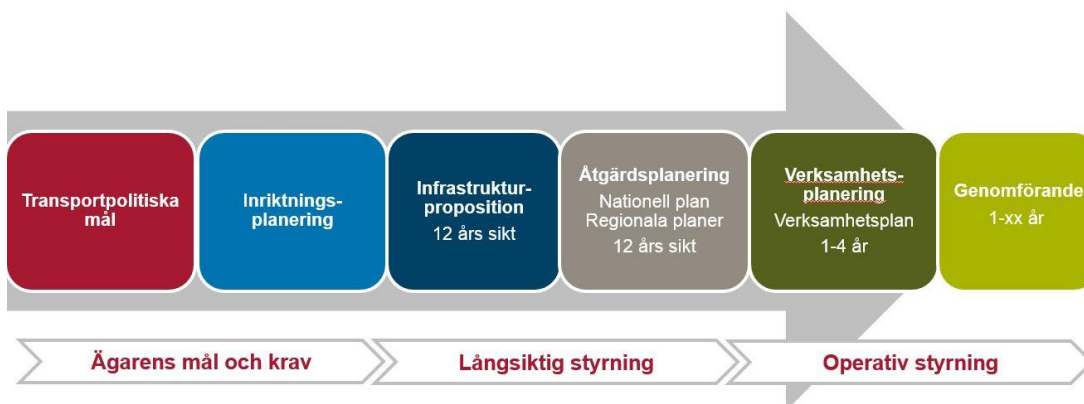 Transportpolitiska
mål
Inriktnings-
planering
Infrastruktur-
proposition
12 års sikt
Åtgärdsplanering
Nationell plan
Regionala planer
12 års sikt
Verksamhets-
planering
Verksamhetsplan
1-4 år
Genomförande
1-xx år
Ägarens mål och krav
Långsiktig styrning
Operativ styrning